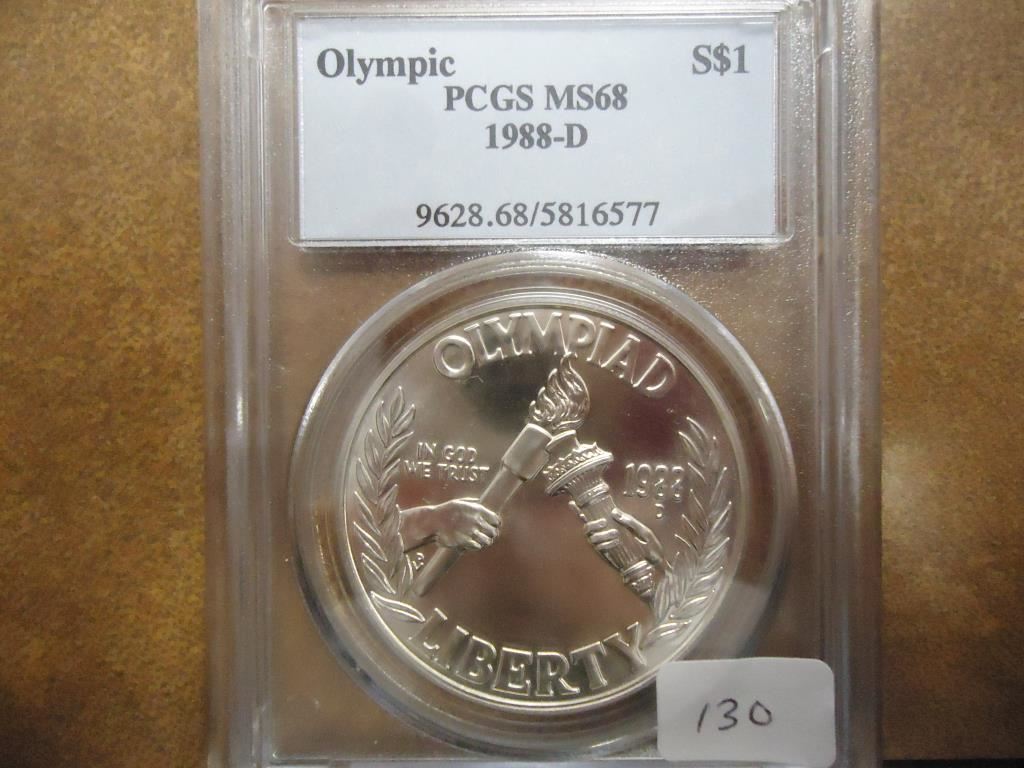 Olympic S$1
PCGS MS68
1988-D
9628.68/5816577
OLYMPIAD
IN GOD
WE TRUST
1988
D
LIBERTY
130